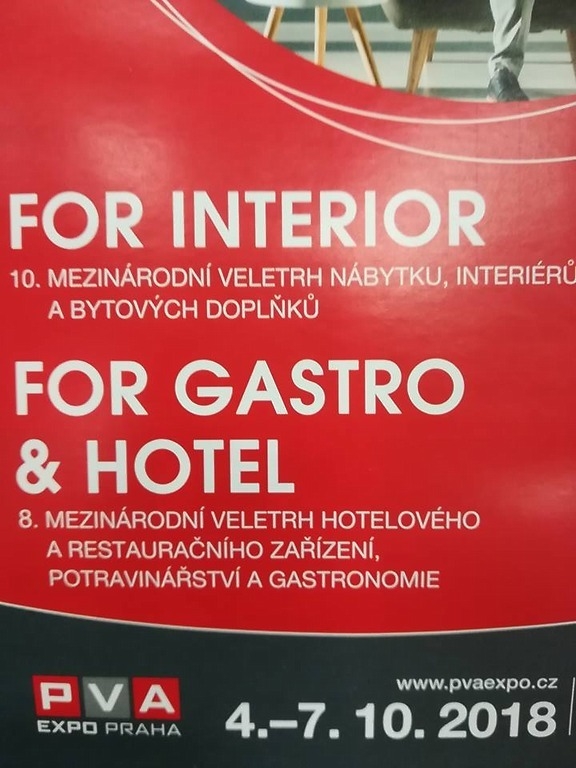 FOR INTERIOR
10. MEZINÁRODNÍ VELETRH NÁBYTKU, INTERIÉRŮ
A BYTOVÝCH DOPLŇKŮ
FOR GASTRO
& HOTEL
8. MEZINÁRODNÍ VELETRH HOTELOVÉHO
A RESTAURAČNÍHO ZAŘÍZENÍ,
POTRAVINÁŘSTVÍ A GASTRONOMIE
PVA
EXPO PRAHA
www.pvaexpo.cz
4.–7. 10. 2018